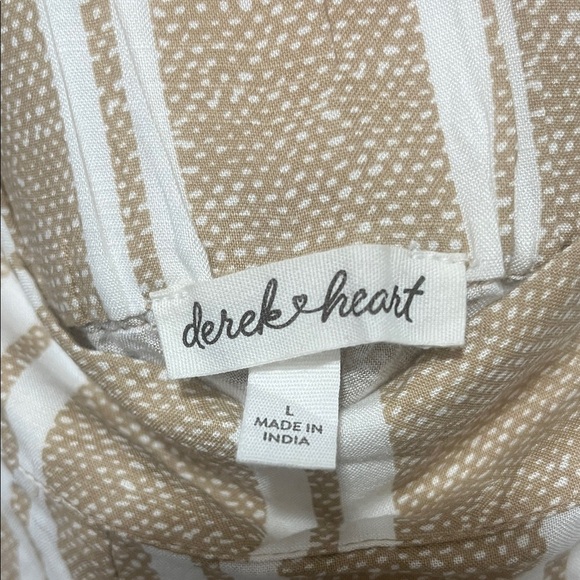 derek heart
L
MADE IN
INDIA